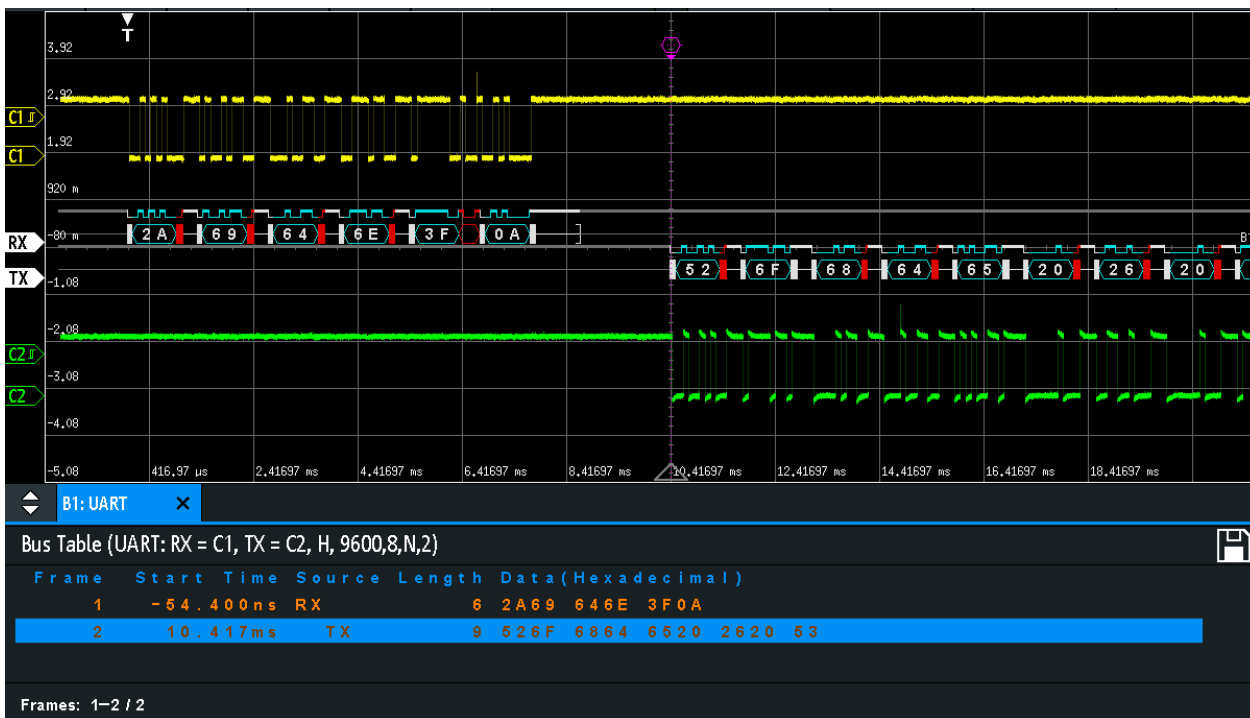 T
3.92
2.92
C1
1.92
C1
920 m
2A 69 64 6E 3F 0A
RX
-80 m
B1
52 6F 68 64 65 20 26 20
TX
-1.08
-2.08
C2
-3.08
C2
-4.08
-5.08 416.97 µs 2.41697 ms 4.41697 ms 6.41697 ms 8.41697 ms 10.41697 ms 12.41697 ms 14.41697 ms 16.41697 ms 18.41697 ms
B1: UART ×
Bus Table (UART: RX = C1, TX = C2, H, 9600,8,N,2)
Frame Start Time Source Length Data(Hexadecimal)
1 -54.400ns RX 6 2A69 646E 3F0A
2 10.417ms TX 9 526F 6864 6520 2620 53
Frames: 1-2 / 2